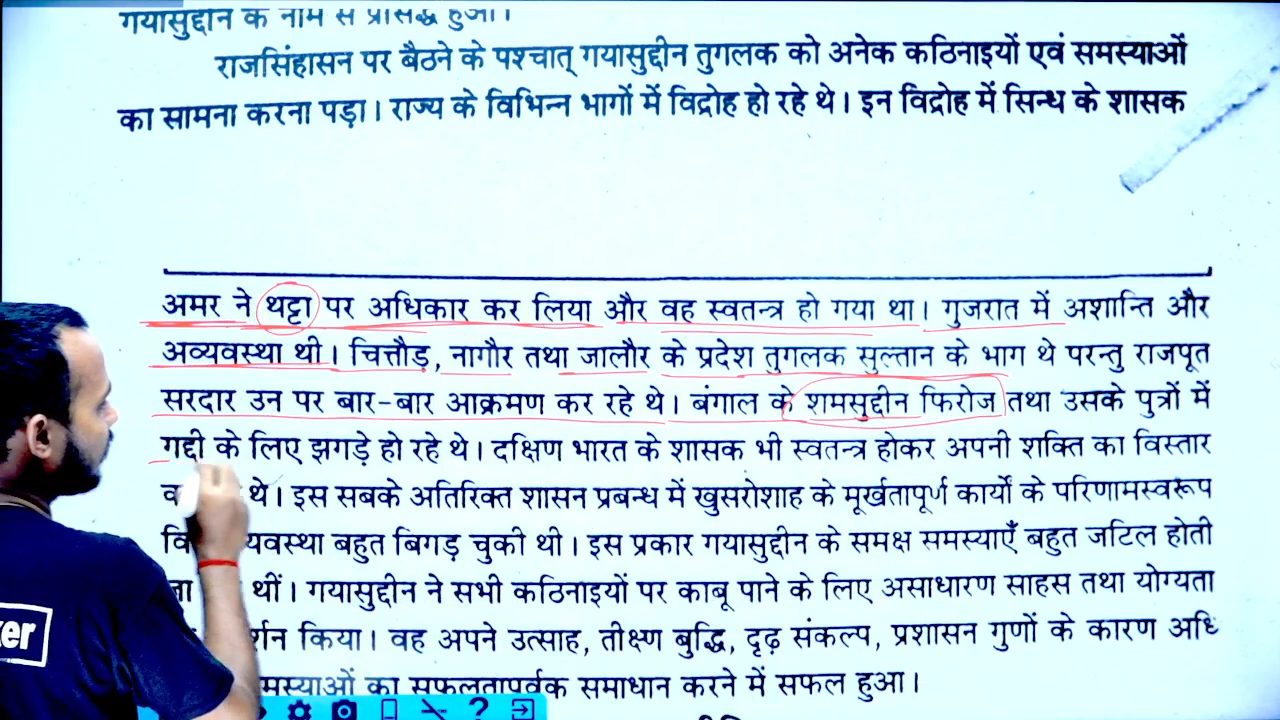 गयासुद्दीन के नाम से प्रसिद्ध हुआ।
राजसिंहासन पर बैठने के पश्चात् गयासुद्दीन तुगलक को अनेक कठिनाइयों एवं समस्याओं
का सामना करना पड़ा। राज्य के विभिन्न भागों में विद्रोह हो रहे थे। इन विद्रोह में सिन्ध के शासक
अमर ने थट्टा पर अधिकार कर लिया और वह स्वतन्त्र हो गया था। गुजरात में अशान्ति और
अव्यवस्था थी। चित्तौड़, नागौर तथा जालौर के प्रदेश तुगलक सुल्तान के भाग थे परन्तु राजपूत
सरदार उन पर बार-बार आक्रमण कर रहे थे। बंगाल के शमसुद्दीन फिरोज तथा उसके पुत्रों में
गद्दी के लिए झगड़े हो रहे थे। दक्षिण भारत के शासक भी स्वतन्त्र होकर अपनी शक्ति का विस्तार
थे। इस सबके अतिरिक्त शासन प्रबन्ध में खुसरोशाह के मूर्खतापूर्ण कार्यों के परिणामस्वरूप
बहुत बिगड़ चुकी थी। इस प्रकार गयासुद्दीन के समक्ष समस्याएँ बहुत जटिल होती
थीं। गयासुद्दीन ने सभी कठिनाइयों पर काबू पाने के लिए असाधारण साहस तथा योग्यता
किया। वह अपने उत्साह, तीक्ष्ण बुद्धि, दृढ़ संकल्प, प्रशासन गुणों के कारण
का सफलतापूर्वक समाधान करने में सफल हुआ।